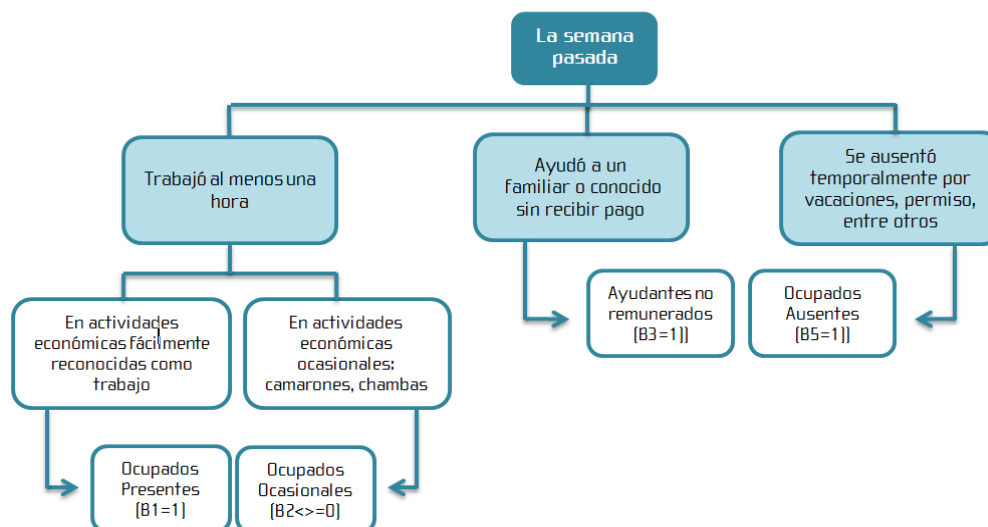 La semana
pasada
Trabajó al menos una
hora
Ayudó a un
familiar o conocido
sin recibir pago
Se ausentó
temporalmente por
vacaciones, permiso,
entre otros
En actividades
económicas fácilmente
reconocidas como
trabajo
En actividades
económicas
ocasionales:
camarones, chambas
Ayudantes no
remunerados
(B3=1))
Ocupados
Ausentes
(B5=1))
Ocupados
Presentes
(B1=1)
Ocupados
Ocasionales
(B2<>=0)